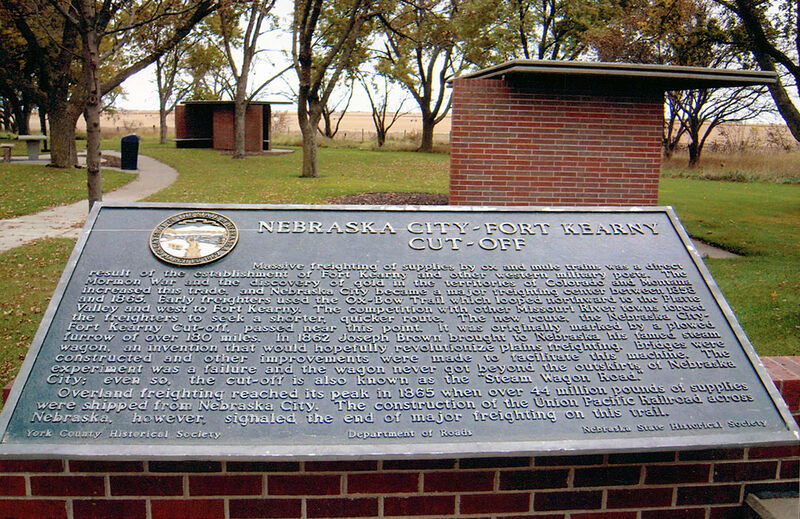 NEBRASKA CITY-FORT KEARNY
CUT-OFF
Massive freighting of supplies by ox and mule trains was a direct
result of the establishment of Fort Kearny and other western military posts. The
Mormon War and the discovery of gold in the territories of Colorado and Montana
increased this trade, and Nebraska City became a major freighting center between 1858
and 1865. Early freighters used the Ox-Bow Trail which looped northward to the Platte
Valley and west to Fort Kearny. The competition with other Missouri River towns led
the freighters to seek a shorter, quicker route. The new route, the Nebraska City-
Fort Kearny Cut-off, passed near this point. It was originally marked by a plowed
furrow of over 180 miles. In 1862 Joseph Brown brought to Nebraska his famed steam
wagon, an invention that would hopefully revolutionize plains freighting. Bridges were
constructed and other improvements were made to facilitate this machine. The
experiment was a failure and the wagon never got beyond the outskirts of Nebraska
City; even so, the cut-off is also known as the Steam Wagon Road.
Overland freighting reached its peak in 1865 when over 44 million pounds of supplies
were shipped from Nebraska City. The construction of the Union Pacific Railroad across
Nebraska, however, signaled the end of major freighting on this trail.
York County Historical Society Department of Roads Nebraska State Historical Society